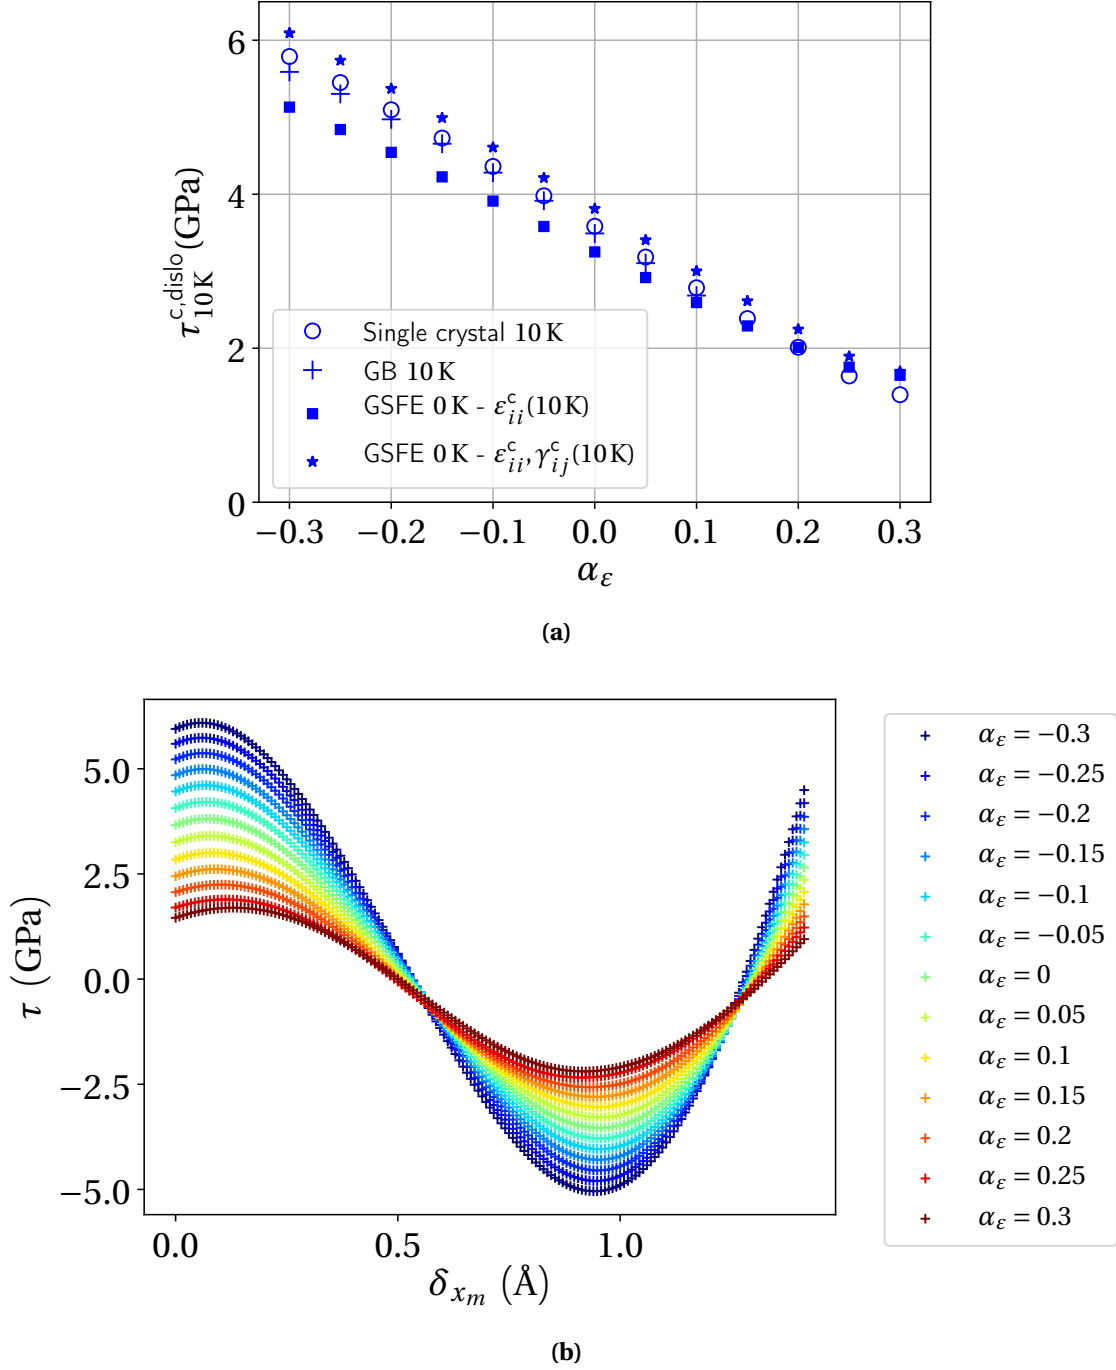 6
4
2
0
τ^{c,dislo}_{10K}(GPa)
Single crystal 10 K
GB 10 K
GSFE 0 K - ε^c_{ii}(10 K)
GSFE 0 K - ε^c_{ii}, γ^c_{ij}(10 K)
−0.3 −0.2 −0.1 0.0 0.1 0.2 0.3
α_ε
(a)
5.0
2.5
0.0
−2.5
−5.0
τ (GPa)
0.0 0.5 1.0
δ_{x_m} (Å)
α_ε = −0.3
α_ε = −0.25
α_ε = −0.2
α_ε = −0.15
α_ε = −0.1
α_ε = −0.05
α_ε = 0
α_ε = 0.05
α_ε = 0.1
α_ε = 0.15
α_ε = 0.2
α_ε = 0.25
α_ε = 0.3
(b)